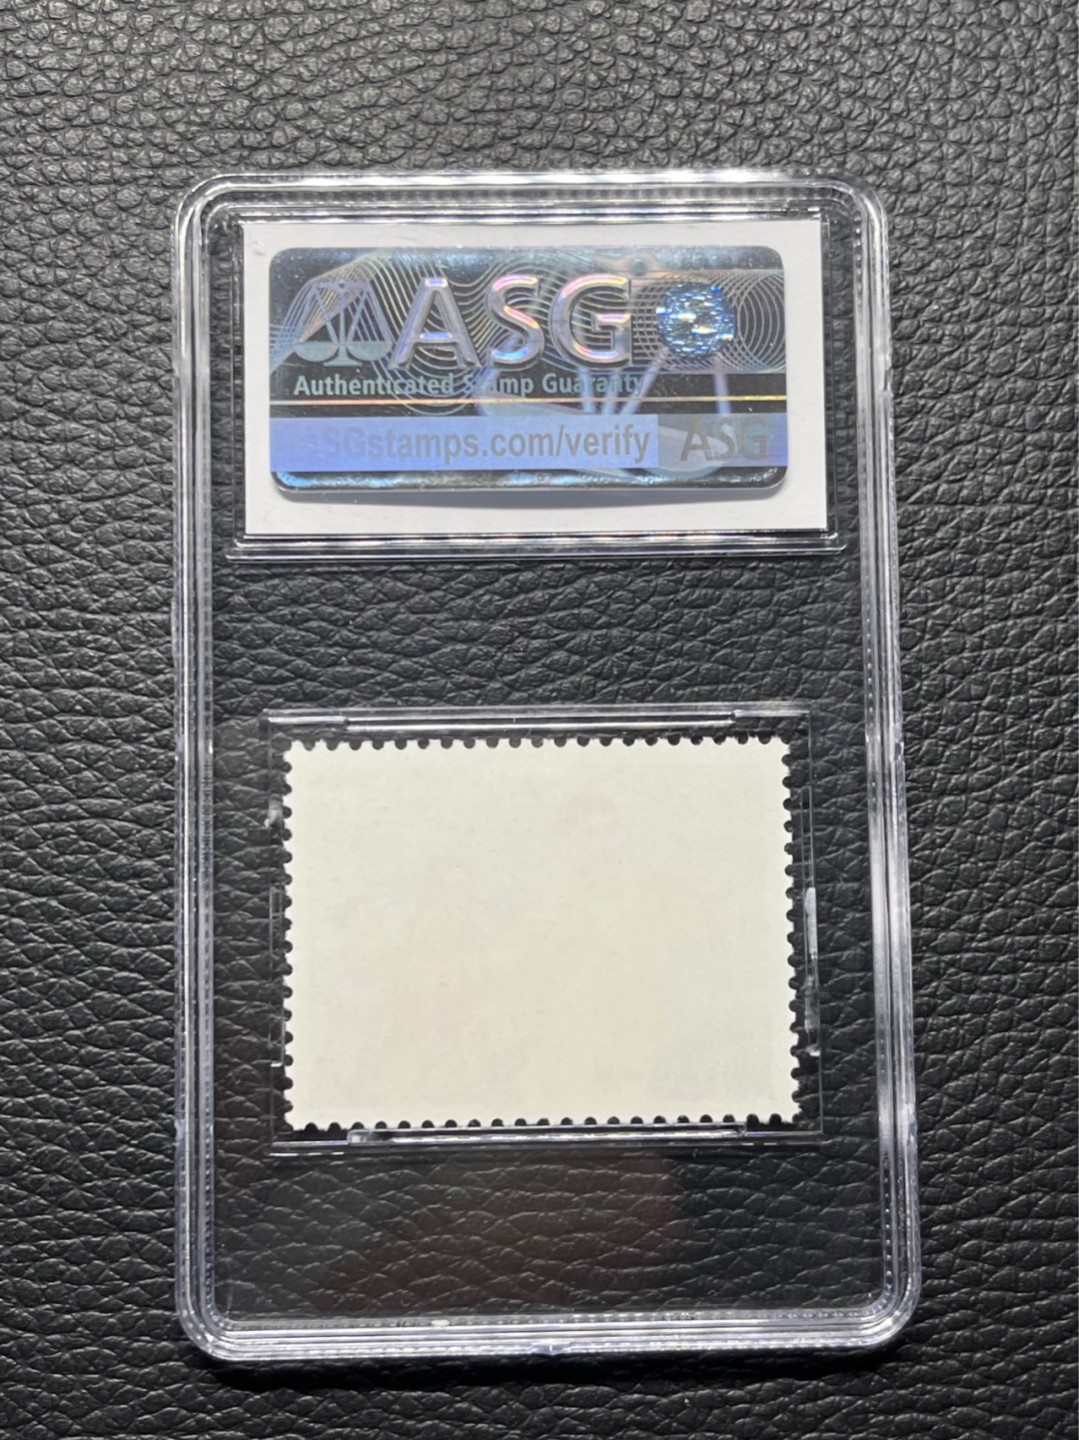 ASG
Authenticated Stamp Guaranty
ASGstamps.com/verify
ASG